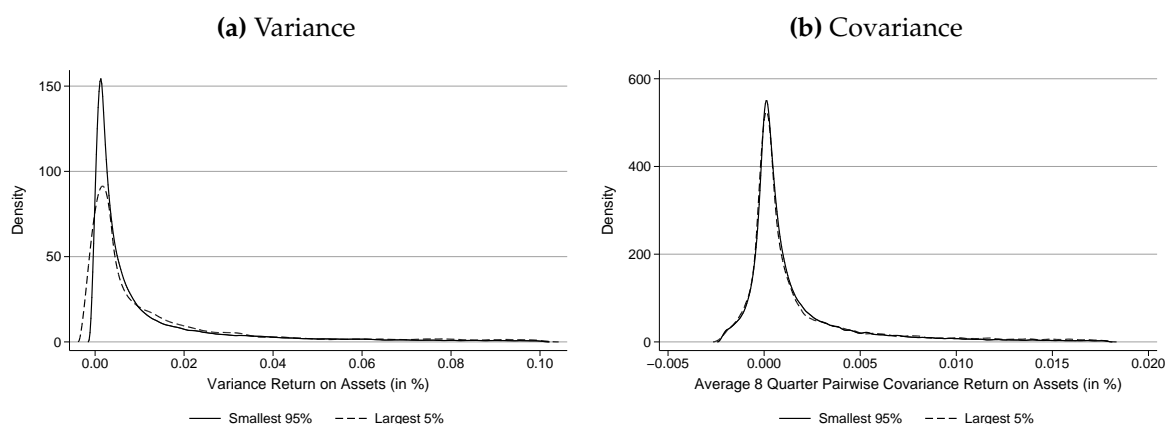 (a) Variance
150
100
50
0
Density
0.00 0.02 0.04 0.06 0.08 0.10
Variance Return on Assets (in %)
Smallest 95% Largest 5%
(b) Covariance
600
400
200
0
Density
−0.005 0.000 0.005 0.010 0.015 0.020
Average 8 Quarter Pairwise Covariance Return on Assets (in %)
Smallest 95% Largest 5%